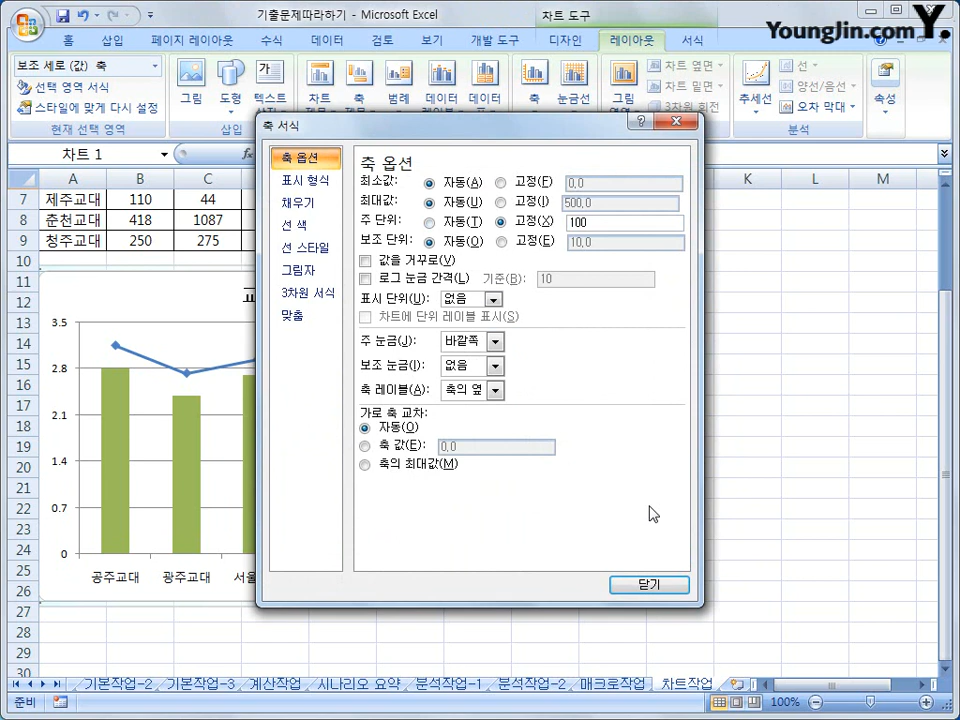 기출문제따라하기 - Microsoft Excel
차트 도구
YoungJin.com Y.
홈 삽입 페이지 레이아웃 수식 데이터 검토 보기 개발 도구 디자인 레이아웃 서식
보조 세로 (값) 축
선택 영역 서식
스타일에 맞게 다시 설정
현재 선택 영역
그림 도형 텍스트
삽입
차트 축 범례 데이터 데이터
축 눈금선
그림
차트 옆면
차트 밑면
3차원 회전
추세선
선
양선/음선
오차 막대
분석
속성
차트 1
fx
축 서식
A B C K L M
7 제주교대 110 44
8 춘천교대 418 1087
9 청주교대 250 275
10
11
12
13
14
15
16
17
18
19
20
21
22
23
24
25
26
27
28
29
30
3.5
2.8
2.1
1.4
0.7
0
공주교대 광주교대
축 옵션
표시 형식
채우기
선 색
선 스타일
그림자
3차원 서식
맞춤
축 옵션
최소값: 자동(A) 고정(F) 0,0
최대값: 자동(U) 고정(I) 500,0
주 단위: 자동(T) 고정(X) 100
보조 단위: 자동(O) 고정(E) 10,0
값을 거꾸로(V)
로그 눈금 간격(L) 기준(B): 10
표시 단위(U): 없음
차트에 단위 레이블 표시(S)
주 눈금(J): 바깥쪽
보조 눈금(I): 없음
축 레이블(A): 축의 옆
가로 축 교차:
자동(O)
축 값(E): 0,0
축의 최대값(M)
닫기
기본작업-2 기본작업-3 계산작업 시나리오 요약 분석작업-1 분석작업-2 매크로작업 차트작업
준비
100%